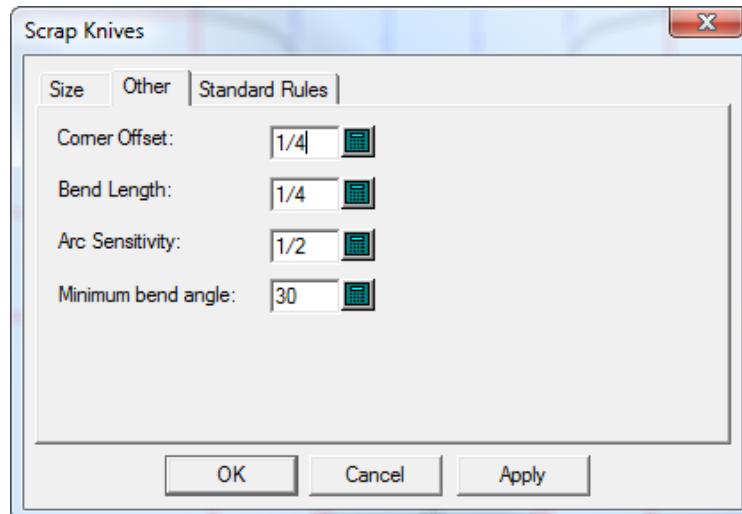 Scrap Knives
Size Other Standard Rules
Corner Offset: 1/4
Bend Length: 1/4
Arc Sensitivity: 1/2
Minimum bend angle: 30
OK Cancel Apply